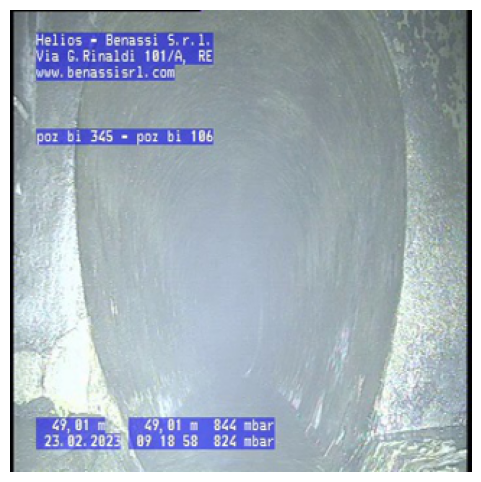 Helios - Benassi S.r.l.
Via G.Rinaldi 101/A, RE
www.benassisrl.com
poz bi 345 - poz bi 106
49,01 m 49,01 m 844 mbar
23.02.2023 09 18 58 824 mbar